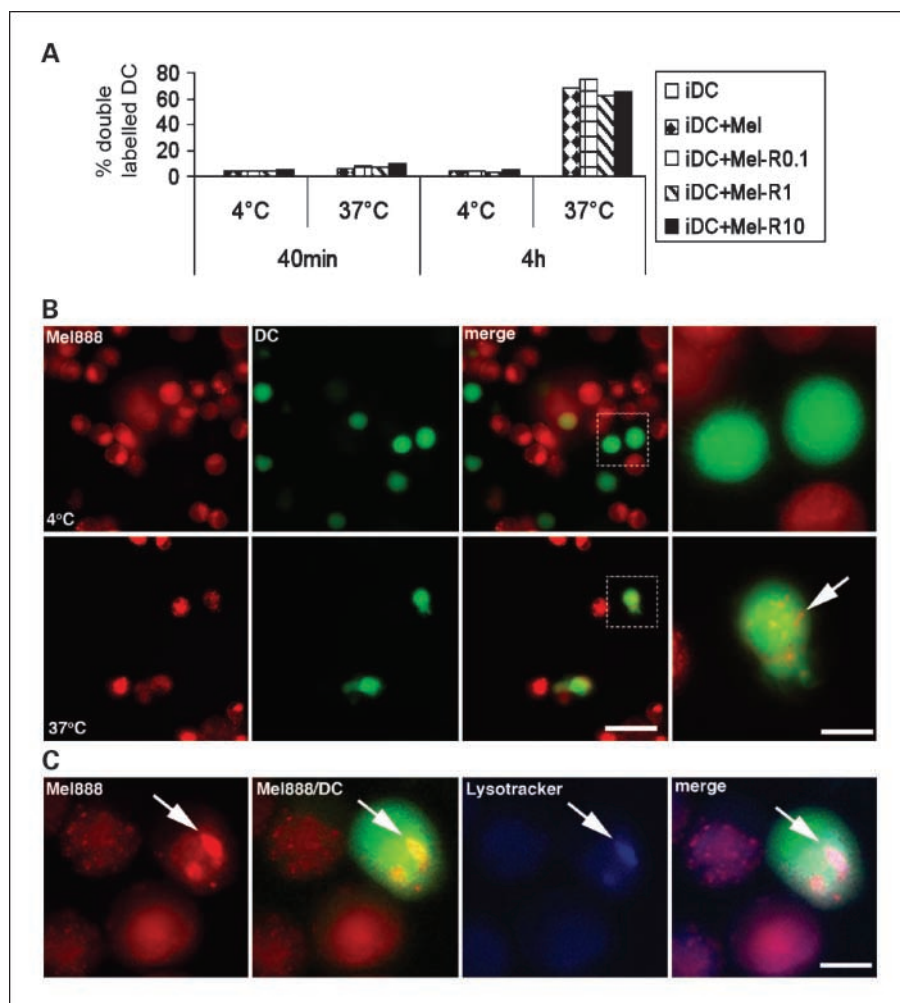 A
% double
labelled DC
80
60
40
20
0
4°C
37°C
4°C
37°C
40min
4h
iDC
iDC+Mel
iDC+Mel-R0.1
iDC+Mel-R1
iDC+Mel-R10
B
Mel888
DC
merge
4°C
37°C
C
Mel888
Mel888/DC
Lysotracker
merge